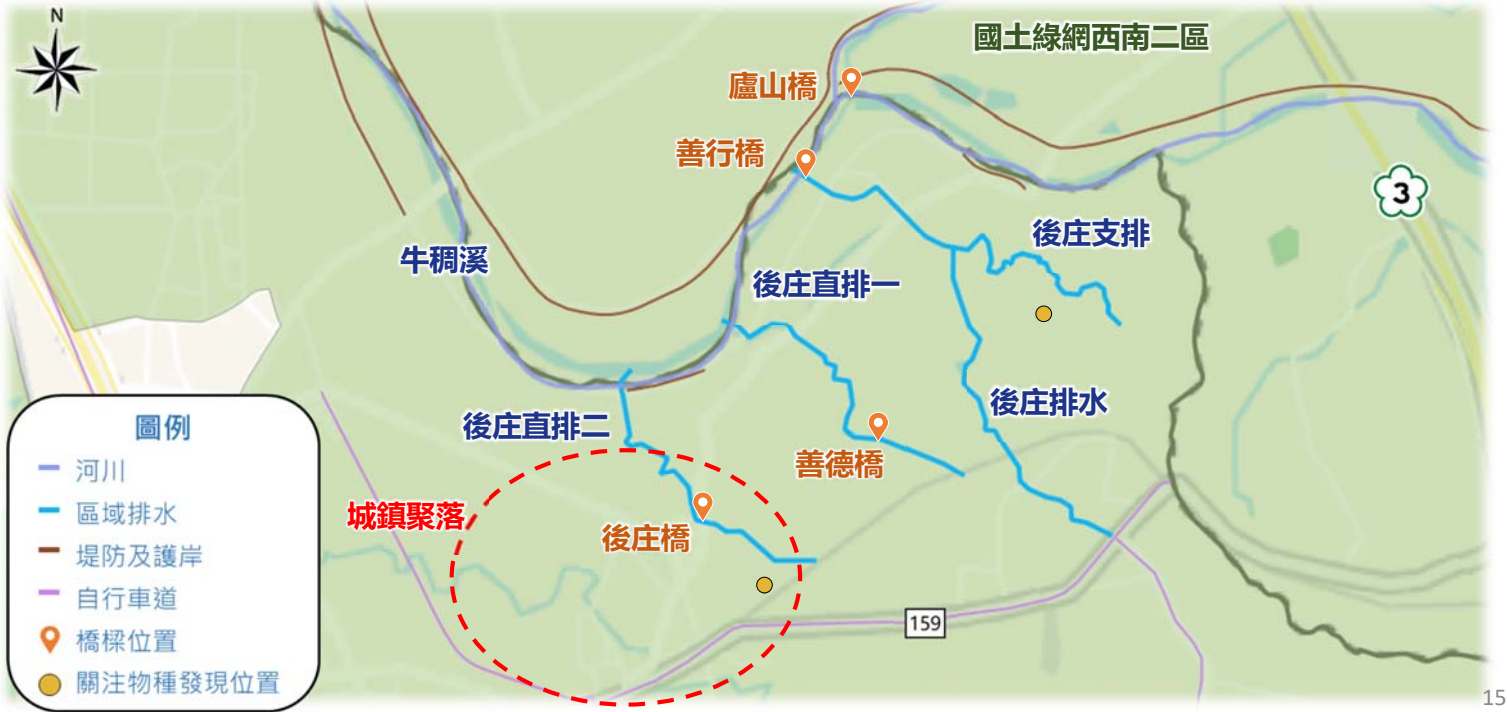 N
國土綠網西南二區
廬山橋
善行橋
3
後庄支排
牛稠溪
後庄直排一
後庄排水
後庄直排二
善德橋
城鎮聚落
後庄橋
159
圖例
河川
區域排水
堤防及護岸
自行車道
橋樑位置
關注物種發現位置
15